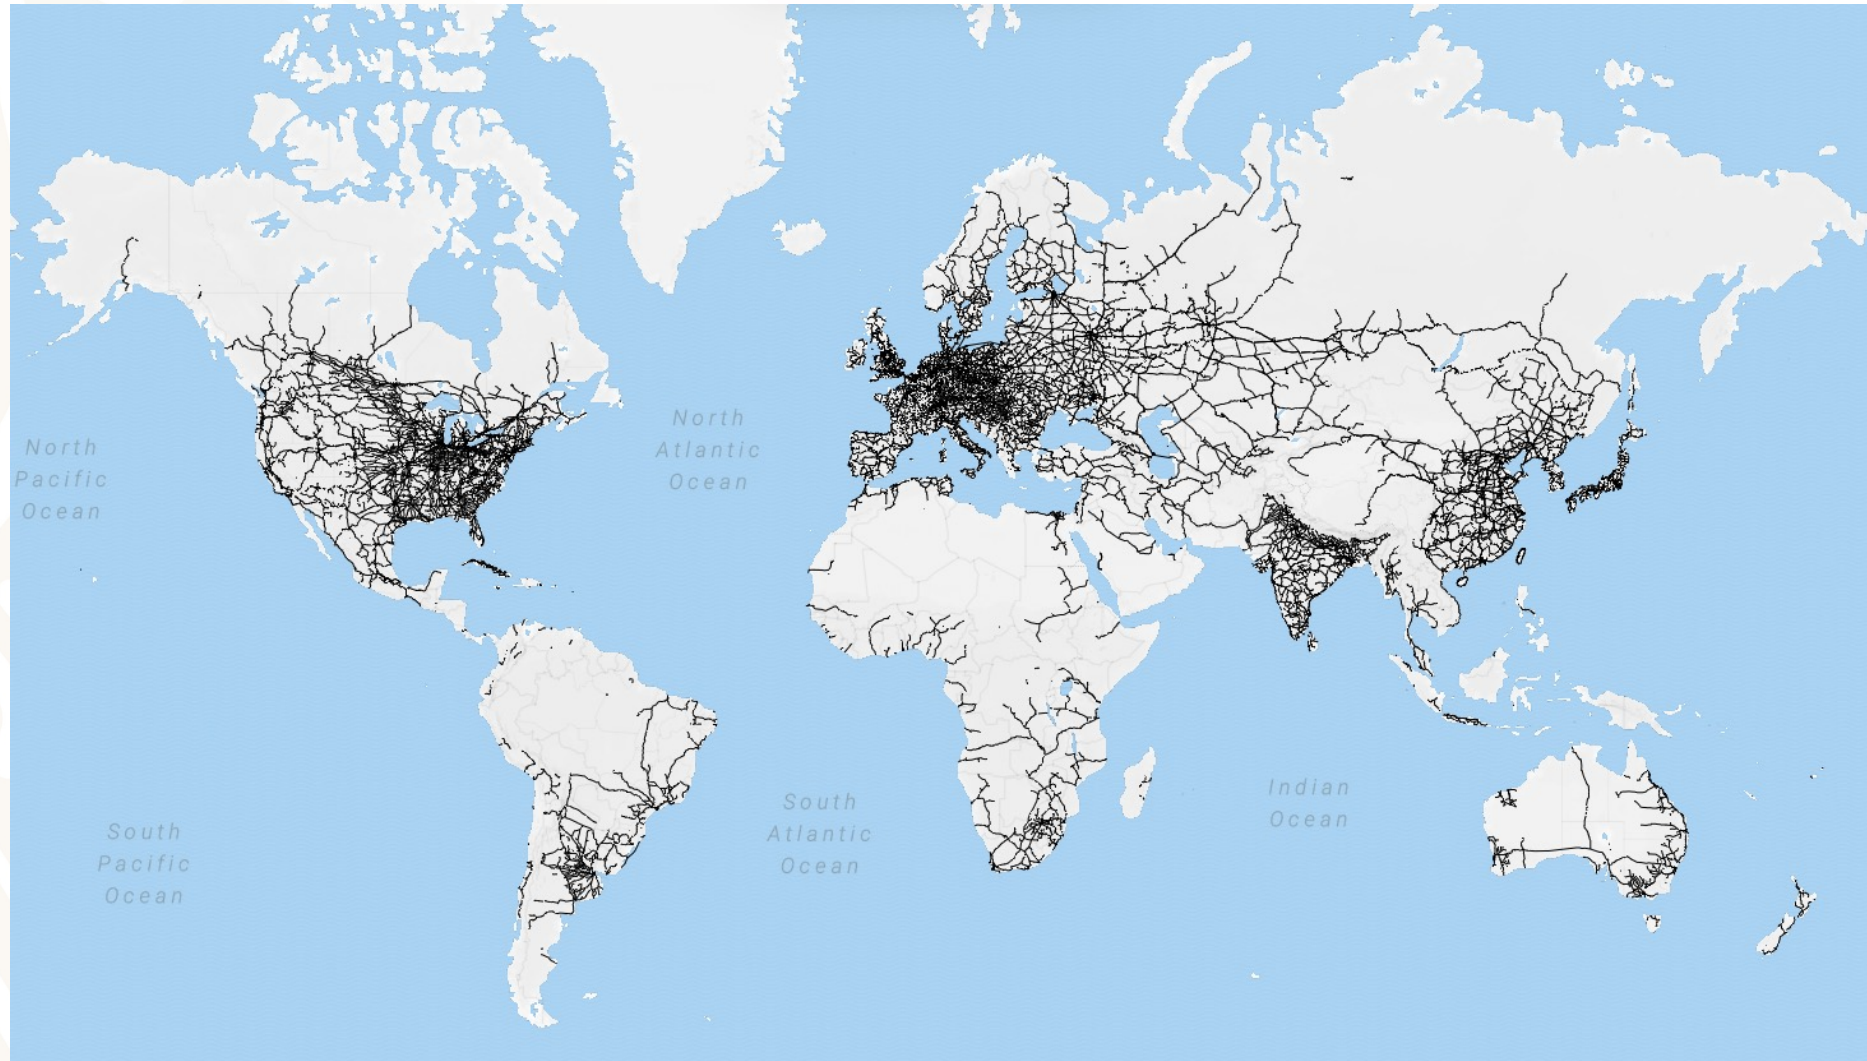 North
Atlantic
Ocean
North
Pacific
Ocean
Indian
Ocean
South
Atlantic
Ocean
South
Pacific
Ocean